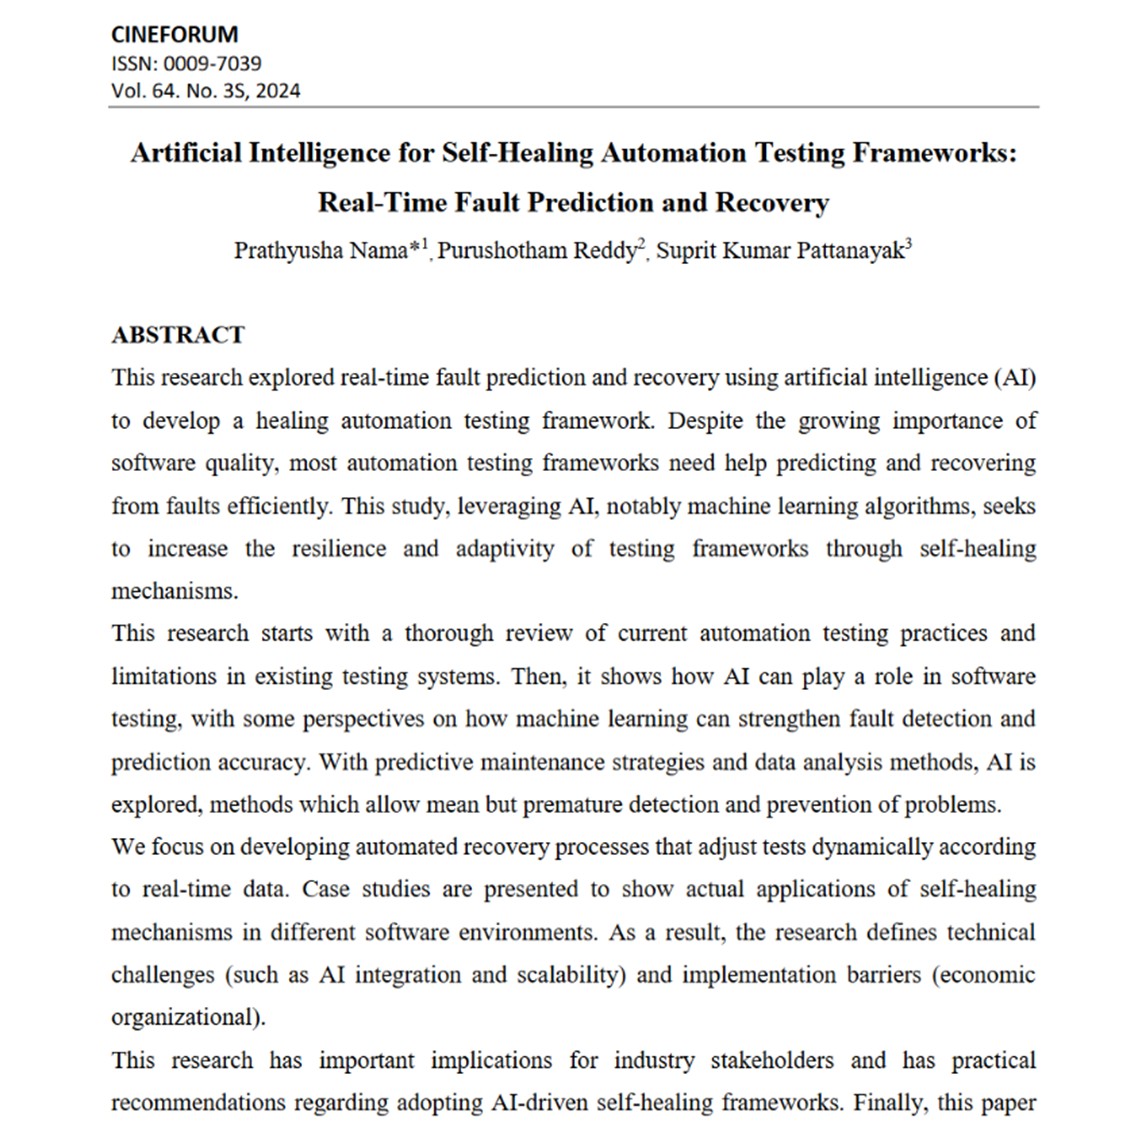 CINEFORUM
ISSN: 0009-7039
Vol. 64. No. 3S, 2024
Artificial Intelligence for Self-Healing Automation Testing Frameworks:
Real-Time Fault Prediction and Recovery
Prathyusha Nama*1, Purushotham Reddy2, Suprit Kumar Pattanayak3
ABSTRACT
This research explored real-time fault prediction and recovery using artificial intelligence (AI)
to develop a healing automation testing framework. Despite the growing importance of
software quality, most automation testing frameworks need help predicting and recovering
from faults efficiently. This study, leveraging AI, notably machine learning algorithms, seeks
to increase the resilience and adaptivity of testing frameworks through self-healing
mechanisms.
This research starts with a thorough review of current automation testing practices and
limitations in existing testing systems. Then, it shows how AI can play a role in software
testing, with some perspectives on how machine learning can strengthen fault detection and
prediction accuracy. With predictive maintenance strategies and data analysis methods, AI is
explored, methods which allow mean but premature detection and prevention of problems.
We focus on developing automated recovery processes that adjust tests dynamically according
to real-time data. Case studies are presented to show actual applications of self-healing
mechanisms in different software environments. As a result, the research defines technical
challenges (such as AI integration and scalability) and implementation barriers (economic
organizational).
This research has important implications for industry stakeholders and has practical
recommendations regarding adopting AI-driven self-healing frameworks. Finally, this paper